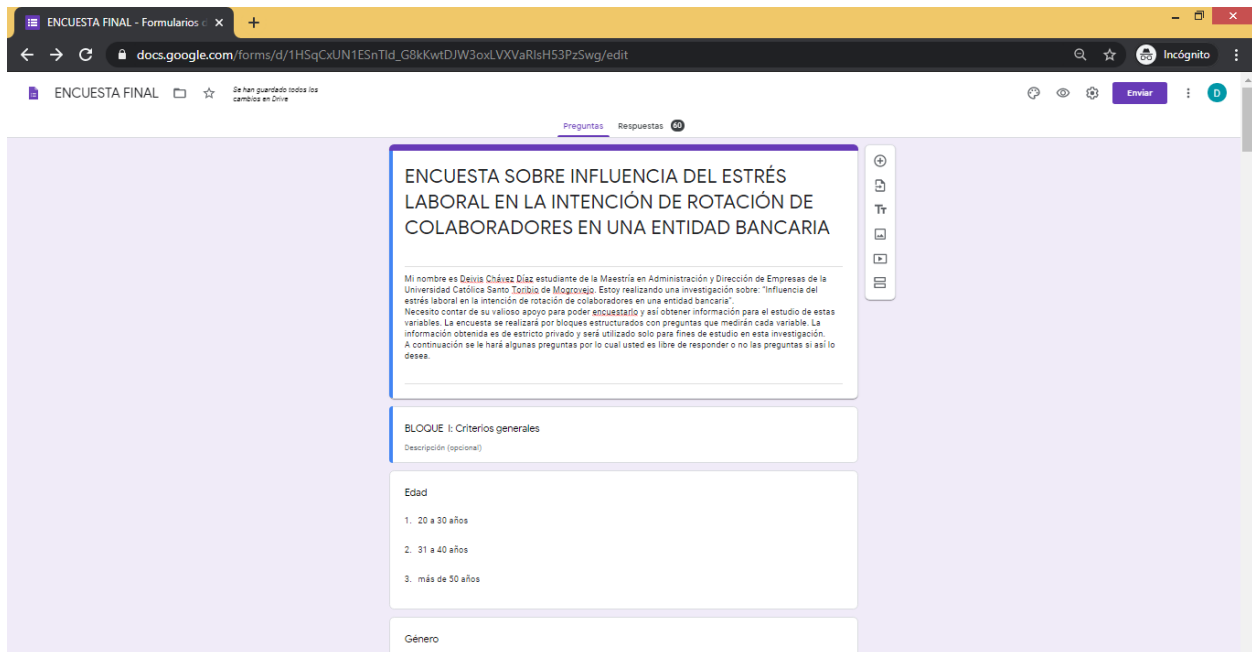 ENCUESTA FINAL - Formularios d
docs.google.com/forms/d/1HSqCxUN1ESnTld_G8kKwtDJW3oxLVXVaRlsH53PzSwg/edit
Incógnito
ENCUESTA FINAL
Se han guardado todos los
cambios en Drive
Enviar
D
Preguntas Respuestas 60
ENCUESTA SOBRE INFLUENCIA DEL ESTRÉS
LABORAL EN LA INTENCIÓN DE ROTACIÓN DE
COLABORADORES EN UNA ENTIDAD BANCARIA
Mi nombre es Deivis Chávez Díaz estudiante de la Maestría en Administración y Dirección de Empresas de la
Universidad Católica Santo Toribio de Mogrovejo. Estoy realizando una investigación sobre: "Influencia del
estrés laboral en la intención de rotación de colaboradores en una entidad bancaria".
Necesito contar de su valioso apoyo para poder encuestarlo y así obtener información para el estudio de estas
variables. La encuesta se realizará por bloques estructurados con preguntas que medirán cada variable. La
información obtenida es de estricto privado y será utilizado solo para fines de estudio en esta investigación.
A continuación se le hará algunas preguntas por lo cual usted es libre de responder o no las preguntas si así lo
desea.
Tт
BLOQUE I: Criterios generales
Descripción (opcional)
Edad
1. 20 a 30 años
2. 31 a 40 años
3. más de 50 años
Género